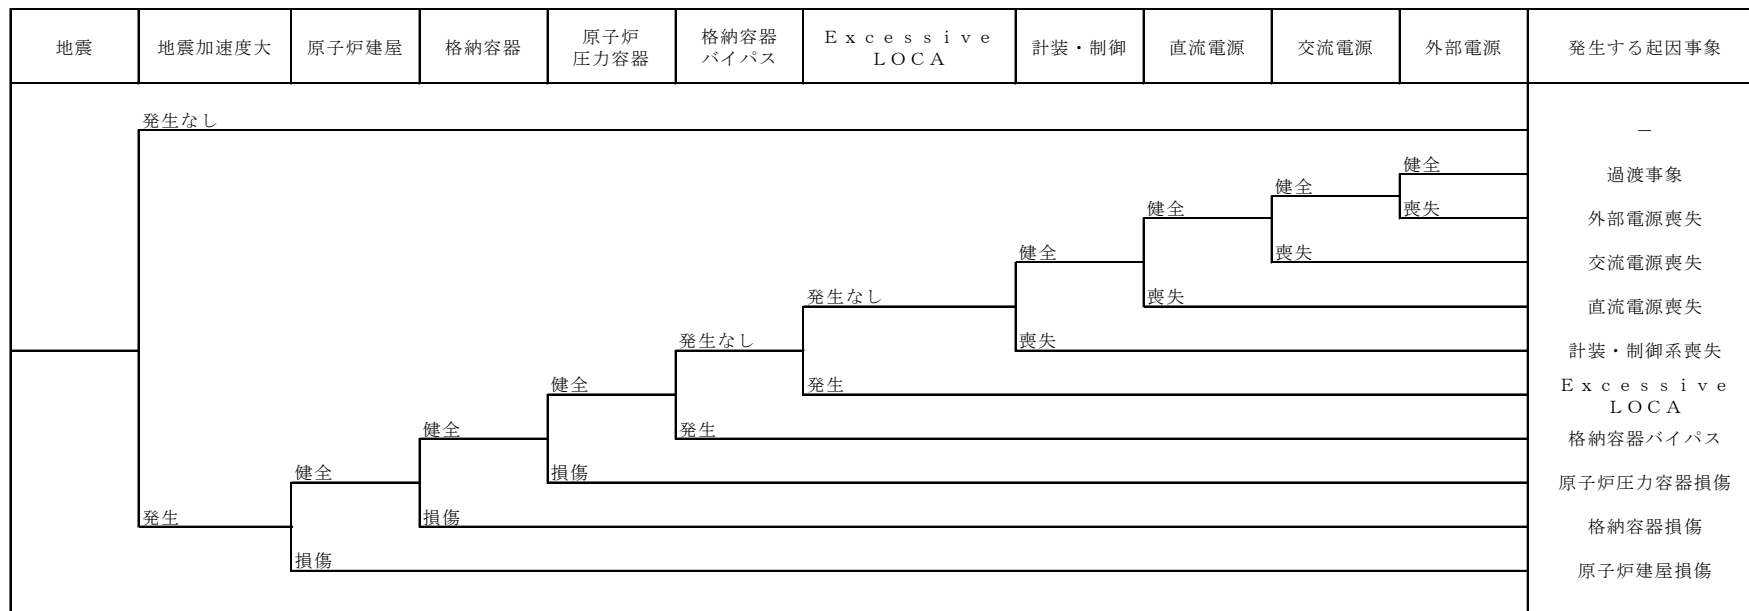 地震
地震加速度大
原子炉建屋
格納容器
原子炉
圧力容器
格納容器
バイパス
Ｅｘｃｅｓｓｉｖｅ
ＬＯＣＡ
計装・制御
直流電源
交流電源
外部電源
発生する起因事象
発生なし
－
健全
過渡事象
健全
健全
喪失
外部電源喪失
健全
喪失
交流電源喪失
発生なし
喪失
直流電源喪失
発生なし
喪失
計装・制御系喪失
健全
発生
Ｅｘｃｅｓｓｉｖｅ
ＬＯＣＡ
健全
発生
格納容器バイパス
健全
損傷
原子炉圧力容器損傷
発生
損傷
格納容器損傷
損傷
原子炉建屋損傷